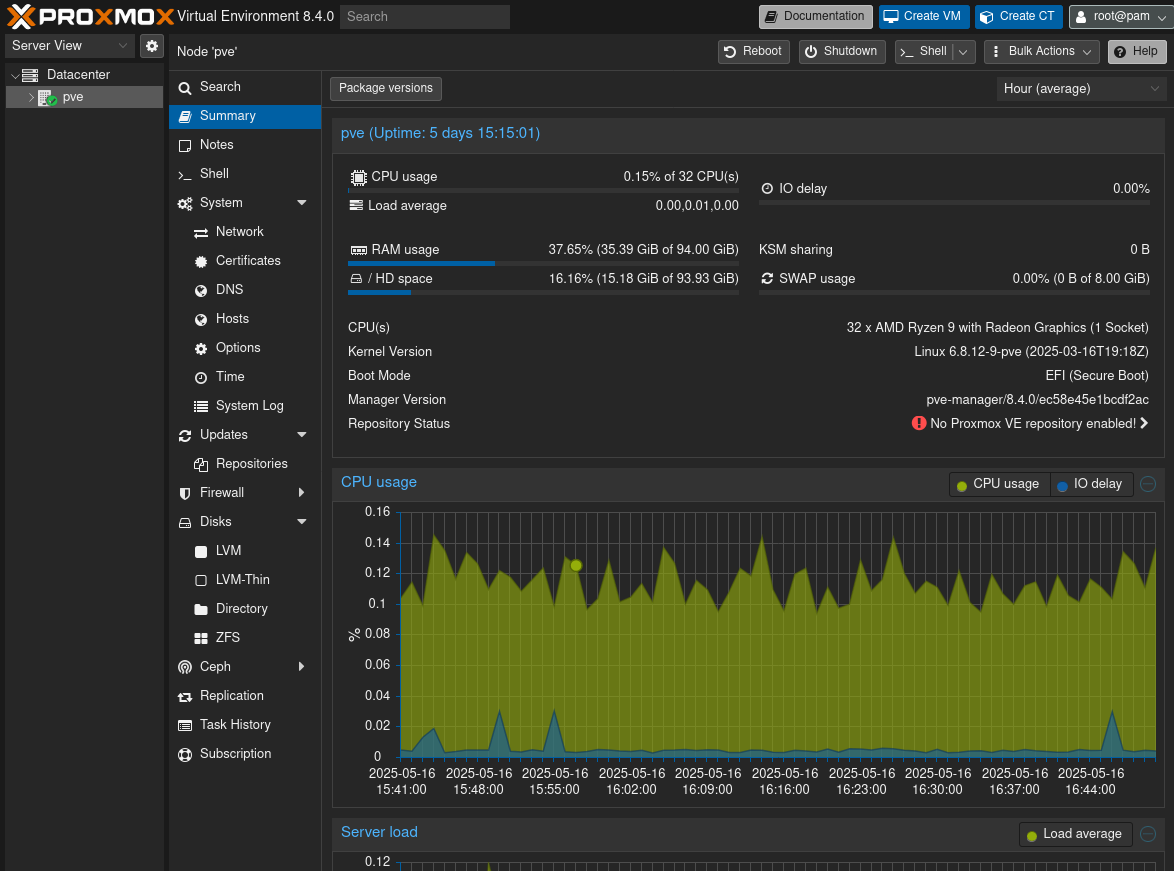 PROXMOX Virtual Environment 8.4.0 Search Documentation Create VM Create CT root@pam
Server View
Datacenter
pve
Node 'pve' Reboot Shutdown Shell Bulk Actions Help
Search
Summary
Notes
Shell
System
Network
Certificates
DNS
Hosts
Options
Time
System Log
Updates
Repositories
Firewall
Disks
LVM
LVM-Thin
Directory
ZFS
Ceph
Replication
Task History
Subscription
Package versions Hour (average)
pve (Uptime: 5 days 15:15:01)
CPU usage 0.15% of 32 CPU(s)
IO delay 0.00%
Load average 0.00,0.01,0.00
RAM usage 37.65% (35.39 GiB of 94.00 GiB)
KSM sharing 0 B
/ HD space 16.16% (15.18 GiB of 93.93 GiB)
SWAP usage 0.00% (0 B of 8.00 GiB)
CPU(s) 32 x AMD Ryzen 9 with Radeon Graphics (1 Socket)
Kernel Version Linux 6.8.12-9-pve (2025-03-16T19:18Z)
Boot Mode EFI (Secure Boot)
Manager Version pve-manager/8.4.0/ec58e45e1bcdf2ac
Repository Status No Proxmox VE repository enabled!
CPU usage CPU usage IO delay
0.16
0.14
0.12
0.1
0.08
%
0.06
0.04
0.02
0
2025-05-16 2025-05-16 2025-05-16 2025-05-16 2025-05-16 2025-05-16 2025-05-16 2025-05-16 2025-05-16 2025-05-16
15:41:00 15:48:00 15:55:00 16:02:00 16:09:00 16:16:00 16:23:00 16:30:00 16:37:00 16:44:00
Server load Load average
0.12